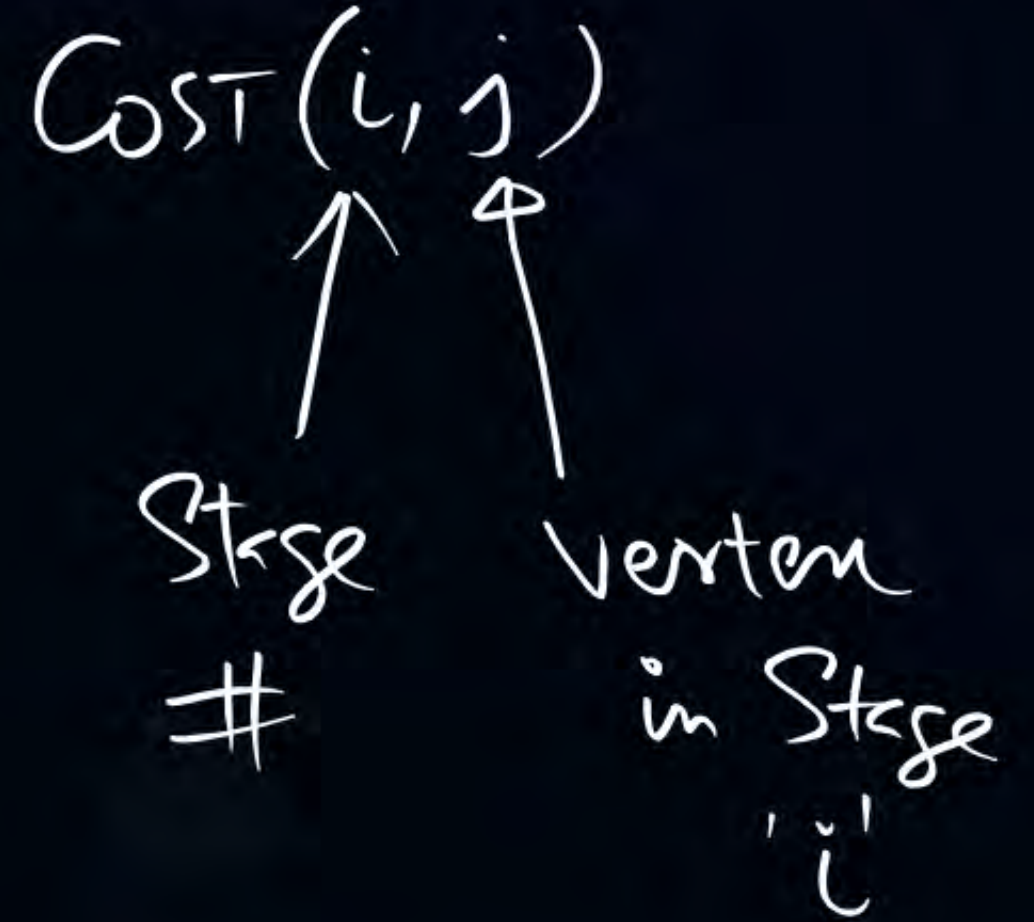 COST(i, j)
Stage
#
vertex
in Stage
'i'